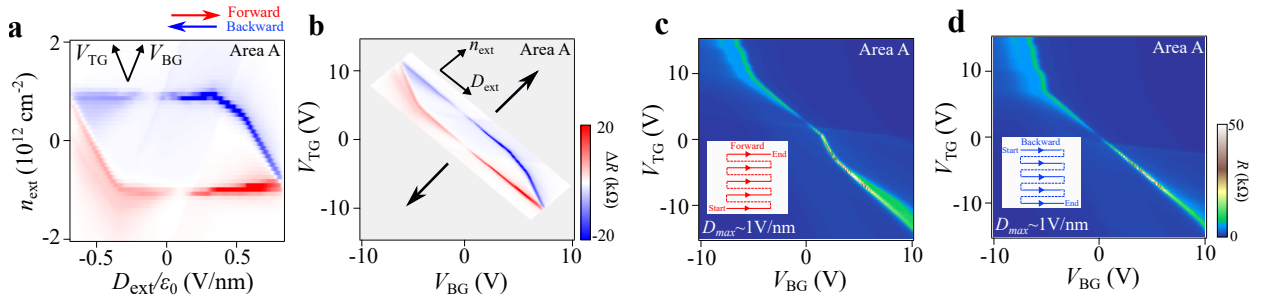 Forward
Backward
a
Area A
V_TG
V_BG
2
0
-2
n_ext (10^12 cm^-2)
-0.5
0
0.5
D_ext/ε_0 (V/nm)
b
Area A
n_ext
D_ext
10
0
-10
V_TG (V)
-10
0
10
V_BG (V)
20
-20
ΔR (kΩ)
c
Area A
10
0
-10
V_TG (V)
Forward
End
Start
D_max~1V/nm
-10
0
10
V_BG (V)
d
Area A
10
0
-10
V_TG (V)
Backward
Start
End
D_max~1V/nm
-10
0
10
V_BG (V)
50
0
R (kΩ)